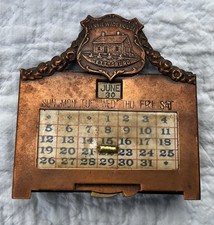 JUNE
30
SUN MON TUE WED THU FRI SAT
1 2 3 4
5 6 7 8 9 10 11
12 13 14 15 16 17 18
19 20 21 22 23 24 25
26 27 28 29 30 31